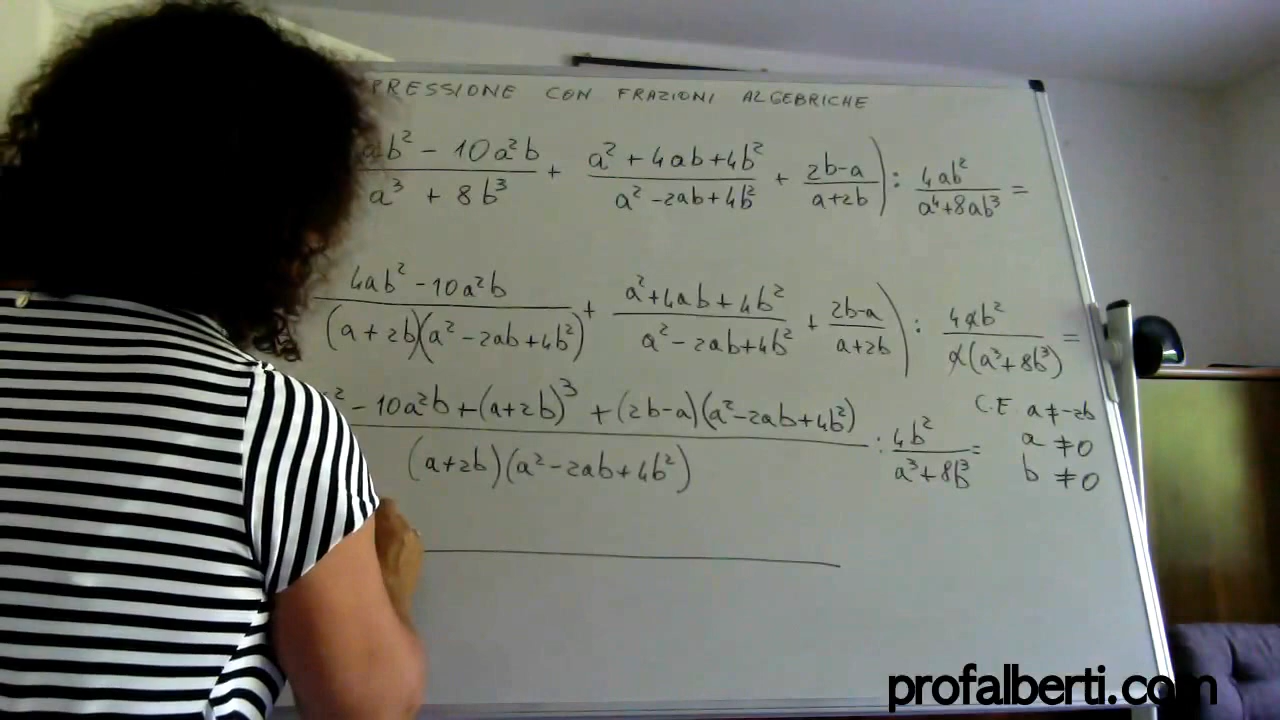 PRESSIONE CON FRAZIONI ALGEBRICHE
ab² - 10a²b / a³ + 8b³ + a² + 4ab + 4b² / a² - 2ab + 4b² + 2b-a / a+2b ) : 4ab² / a⁴+8ab³ =
4ab² - 10a²b / (a+2b)(a² - 2ab + 4b²) + a² + 4ab + 4b² / a² - 2ab + 4b² + 2b-a / a+2b ) : 4ab² / a(a³ + 8b³) =
² - 10a²b + (a+2b)³ + (2b-a)(a² - 2ab + 4b²) / (a+2b)(a² - 2ab + 4b²) : 4b² / a³ + 8b³ =
C.E a ≠ -2b
a ≠ 0
b ≠ 0
profalberti.com